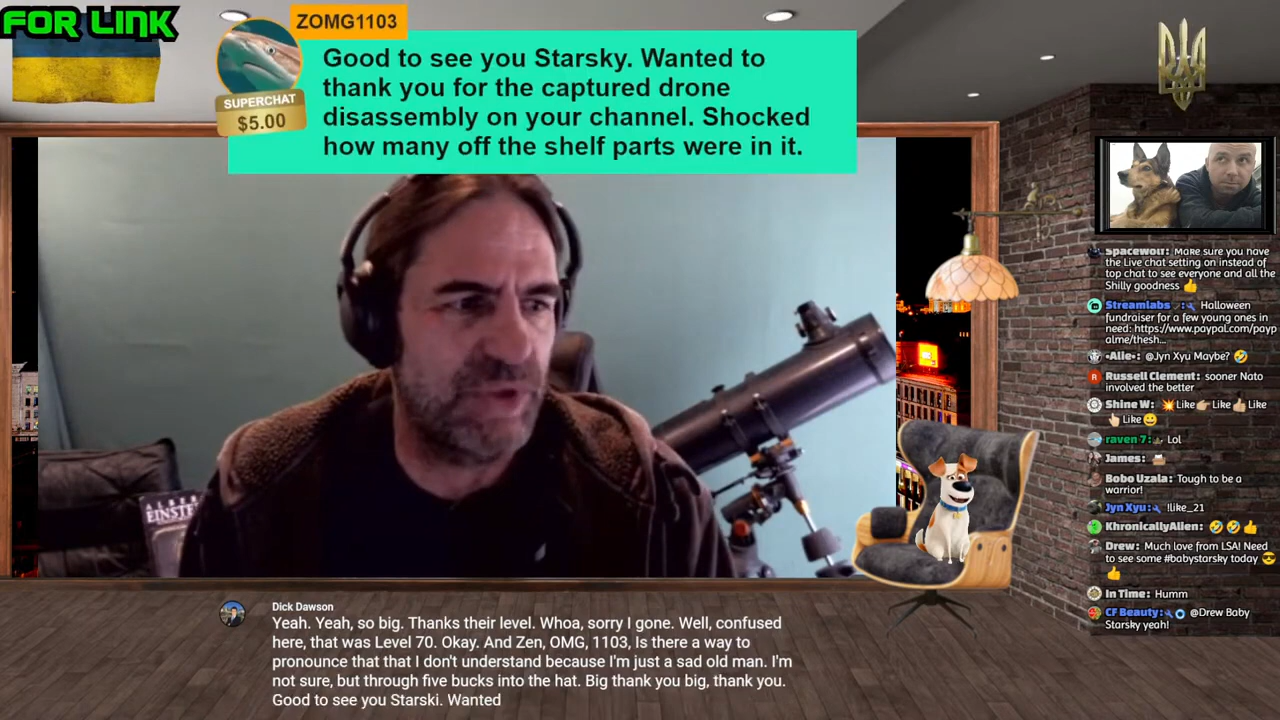 FOR LINK
ZOMG1103
SUPERCHAT
$5.00
Good to see you Starsky. Wanted to
thank you for the captured drone
disassembly on your channel. Shocked
how many off the shelf parts were in it.
EINSTE
Spacewolf: Make sure you have
the Live chat setting on instead of
top chat to see everyone and all the
Shilly goodness 👍
Streamlabs: Halloween
fundraiser for a few young ones in
need: https://www.paypal.com/payp
alme/thesh...
•Alie•: @Jyn Xyu Maybe? 🤣
Russell Clement: sooner Nato
involved the better
Shine W: 💥Like👉🏼Like👍🏼Like
👆🏼Like😀
raven 7: Lol
James:
Bobo Uzala: Tough to be a
warrior!
Jyn Xyu: !like_21
KhronicallyAlien: 🤣🤣👍
Drew: Much love from LSA! Need
to see some #babystarsky today 😎
👍
In Time: Humm
CF Beauty: @Drew Baby
Starsky yeah!
Dick Dawson
Yeah. Yeah, so big. Thanks their level. Whoa, sorry I gone. Well, confused
here, that was Level 70. Okay. And Zen, OMG, 1103, Is there a way to
pronounce that that I don't understand because I'm just a sad old man. I'm
not sure, but through five bucks into the hat. Big thank you big, thank you.
Good to see you Starski. Wanted